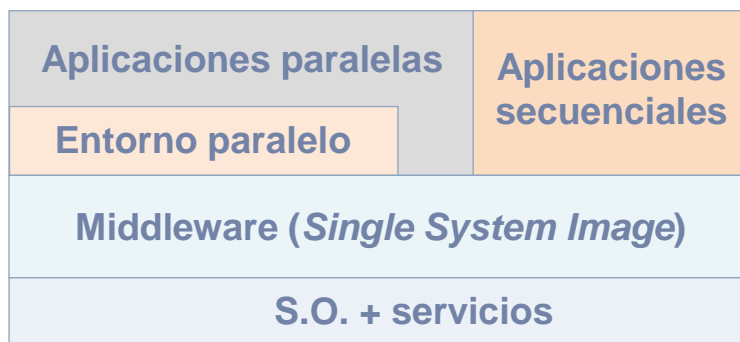 Aplicaciones paralelas
Aplicaciones
secuenciales
Entorno paralelo
Middleware (Single System Image)
S.O. + servicios